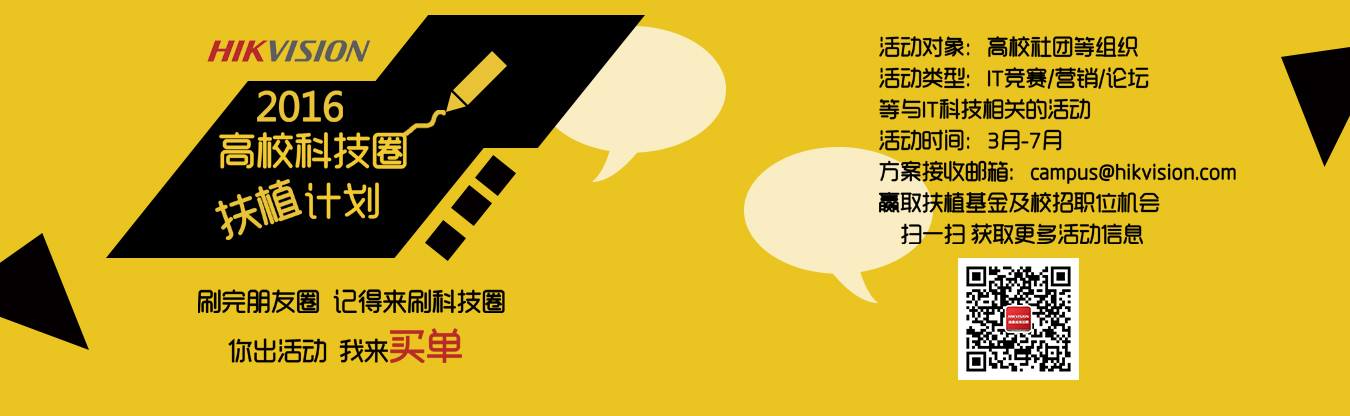 HIKVISION
2016
高校科技圈
扶植计划
刷完朋友圈 记得来刷科技圈
你出活动 我来买单
活动对象：高校社团等组织
活动类型：IT竞赛/营销/论坛
等与IT科技相关的活动
活动时间：3月-7月
方案接收邮箱：campus@hikvision.com
赢取扶植基金及校招职位机会
扫一扫 获取更多活动信息
HIKVISION